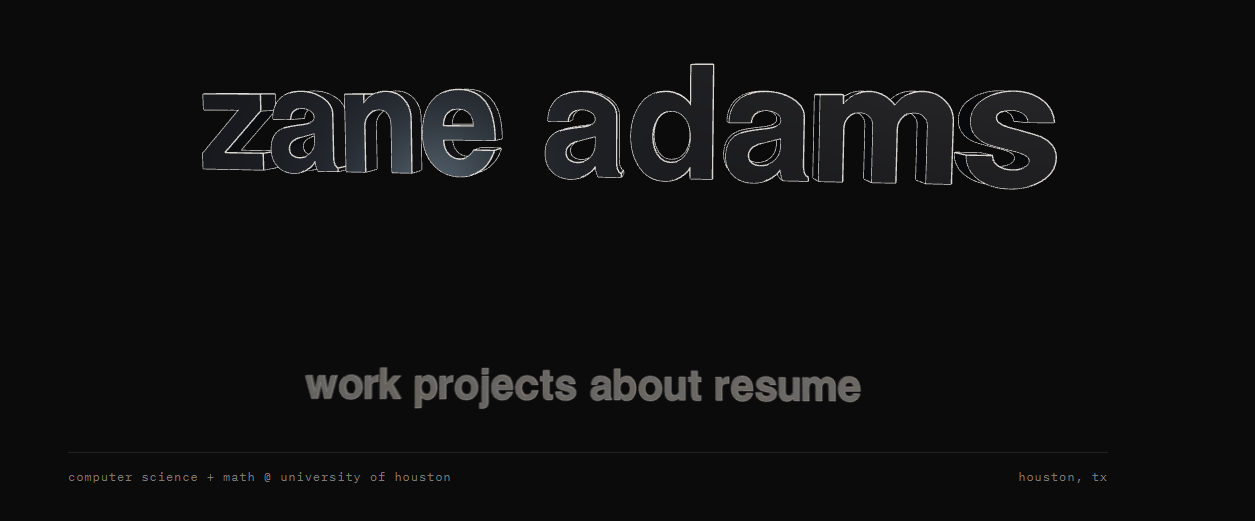 zane adams
work projects about resume
computer science + math @ university of houston
houston, tx